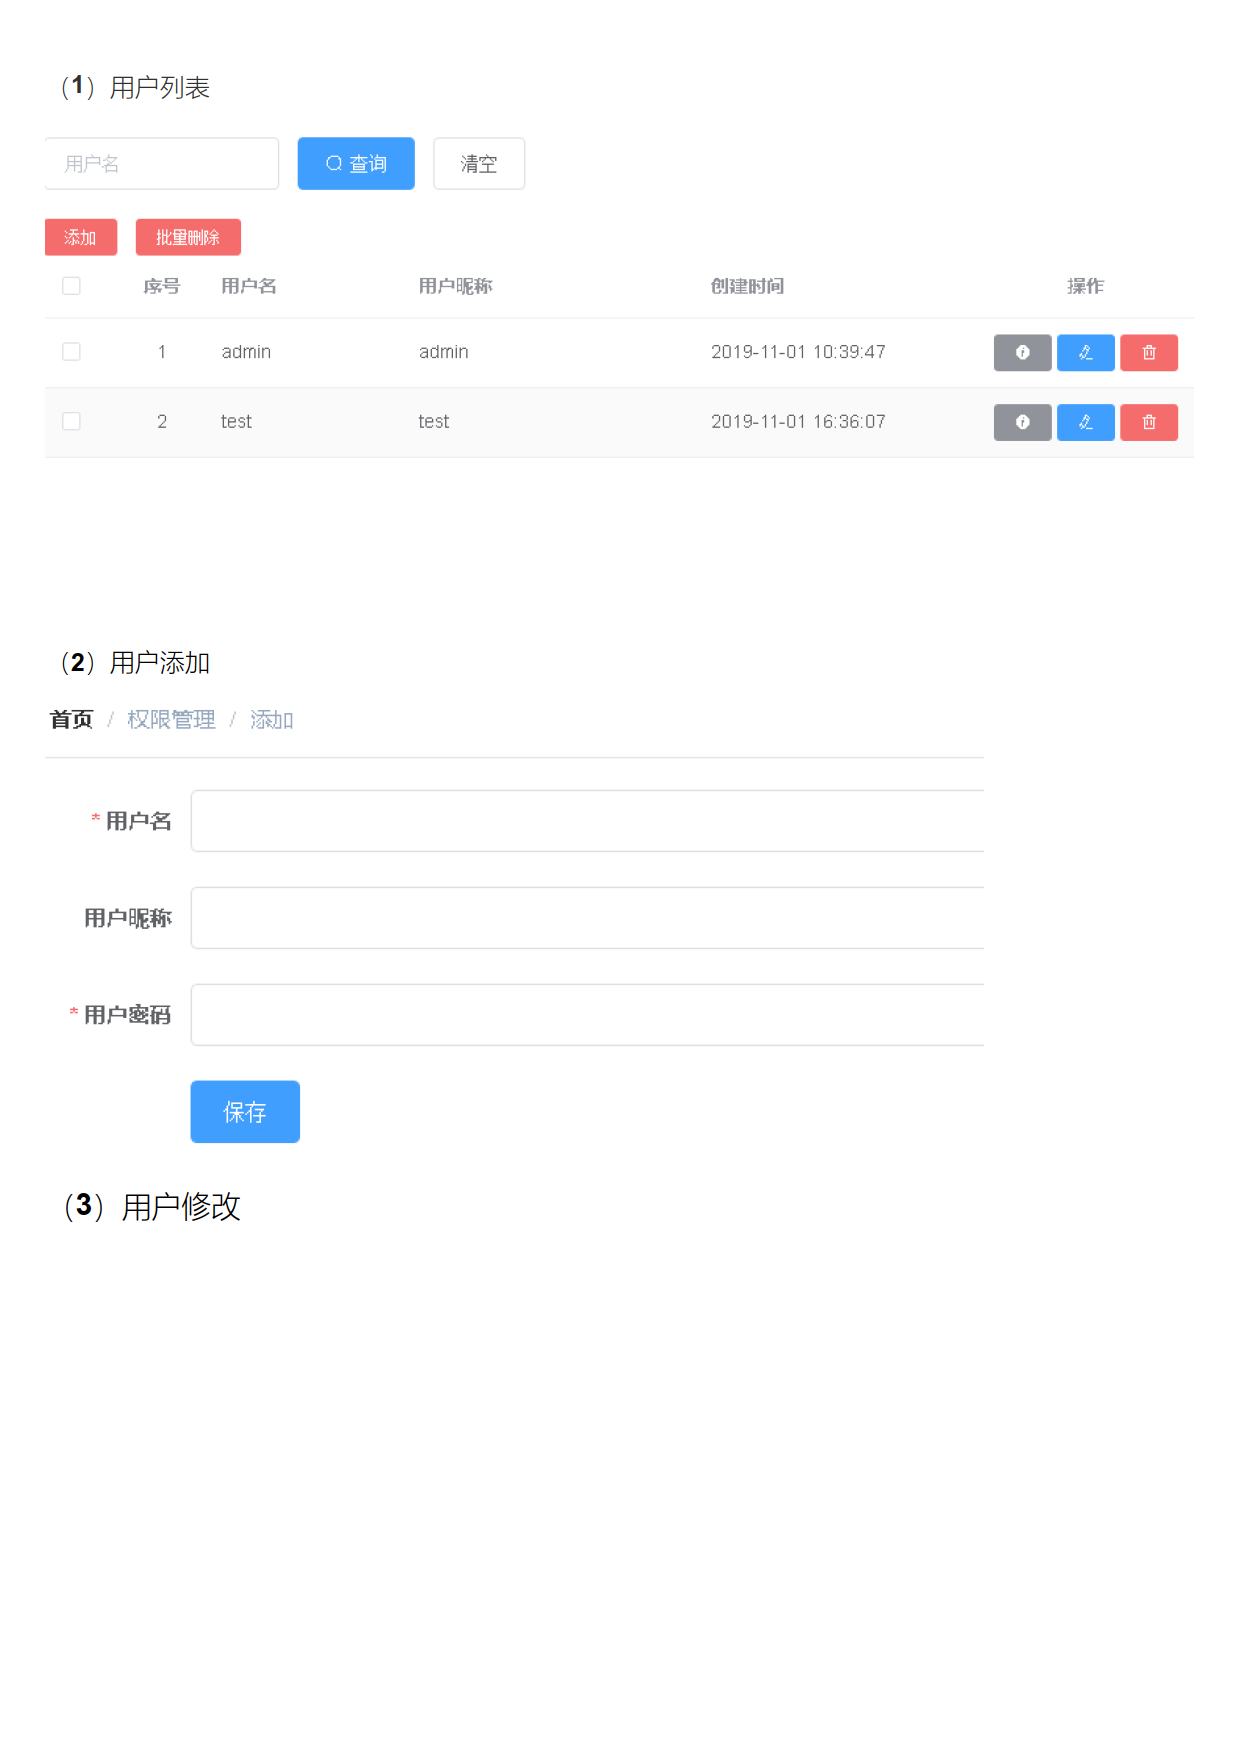 （1）用户列表
用户名 查询 清空
添加 批量删除
序号 用户名 用户昵称 创建时间 操作
1 admin admin 2019-11-01 10:39:47
2 test test 2019-11-01 16:36:07
（2）用户添加
首页 / 权限管理 / 添加
* 用户名
用户昵称
* 用户密码
保存
（3）用户修改